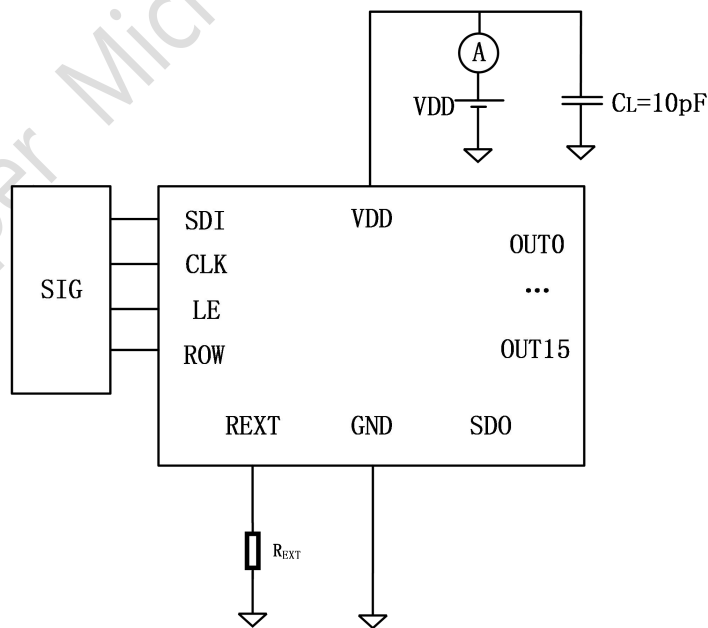 A
VDD
CL=10pF
SDI
VDD
OUT0
CLK
...
SIG
LE
ROW
OUT15
REXT
GND
SDO
REXT